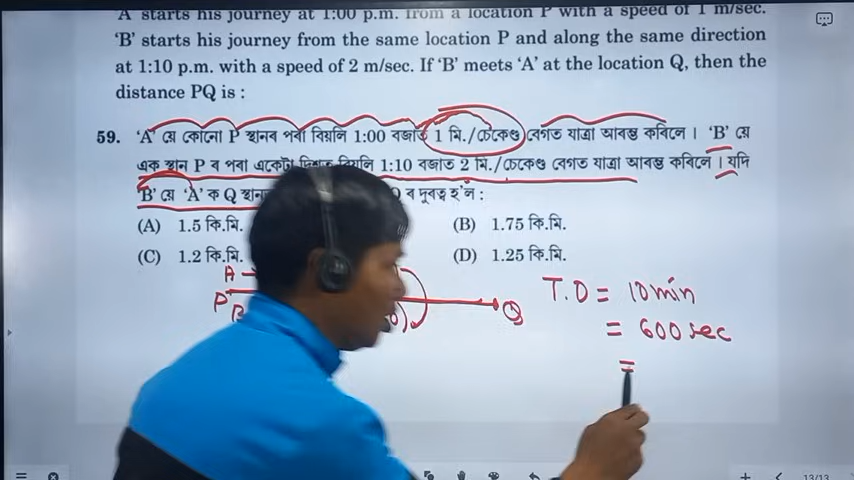 'A' starts his journey at 1:00 p.m. from a location P with a speed of 1 m/sec.
'B' starts his journey from the same location P and along the same direction
at 1:10 p.m. with a speed of 2 m/sec. If 'B' meets 'A' at the location Q, then the
distance PQ is :
59. 'A' য়ে কোনো P স্থানৰ পৰা বিয়লি 1:00 বজাত 1 মি./চেকেণ্ড বেগত যাত্ৰা আৰম্ভ কৰিলে। 'B' য়ে
এক স্থান P ৰ পৰা একেটা দিশত বিয়লি 1:10 বজাত 2 মি./চেকেণ্ড বেগত যাত্ৰা আৰম্ভ কৰিলে। যদি
'B' য়ে 'A' ক Q ৰ দূৰত্ব হ'ল :
(A) 1.5 কি.মি. (B) 1.75 কি.মি.
(C) 1.2 কি.মি. (D) 1.25 কি.মি.
A
P Q
B
T.D = 10 min
= 600 sec
=
13/13